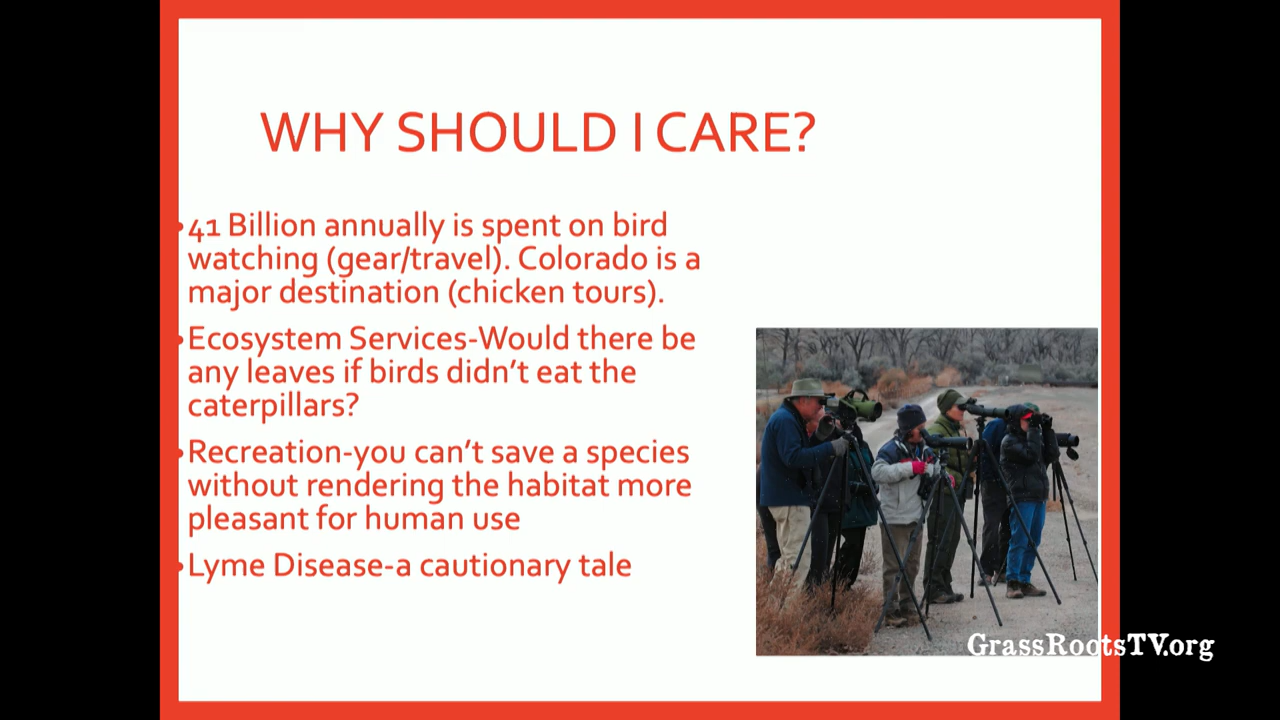 WHY SHOULD I CARE?
•41 Billion annually is spent on bird
watching (gear/travel). Colorado is a
major destination (chicken tours).
•Ecosystem Services-Would there be
any leaves if birds didn’t eat the
caterpillars?
•Recreation-you can’t save a species
without rendering the habitat more
pleasant for human use
•Lyme Disease-a cautionary tale
GrassRootsTV.org